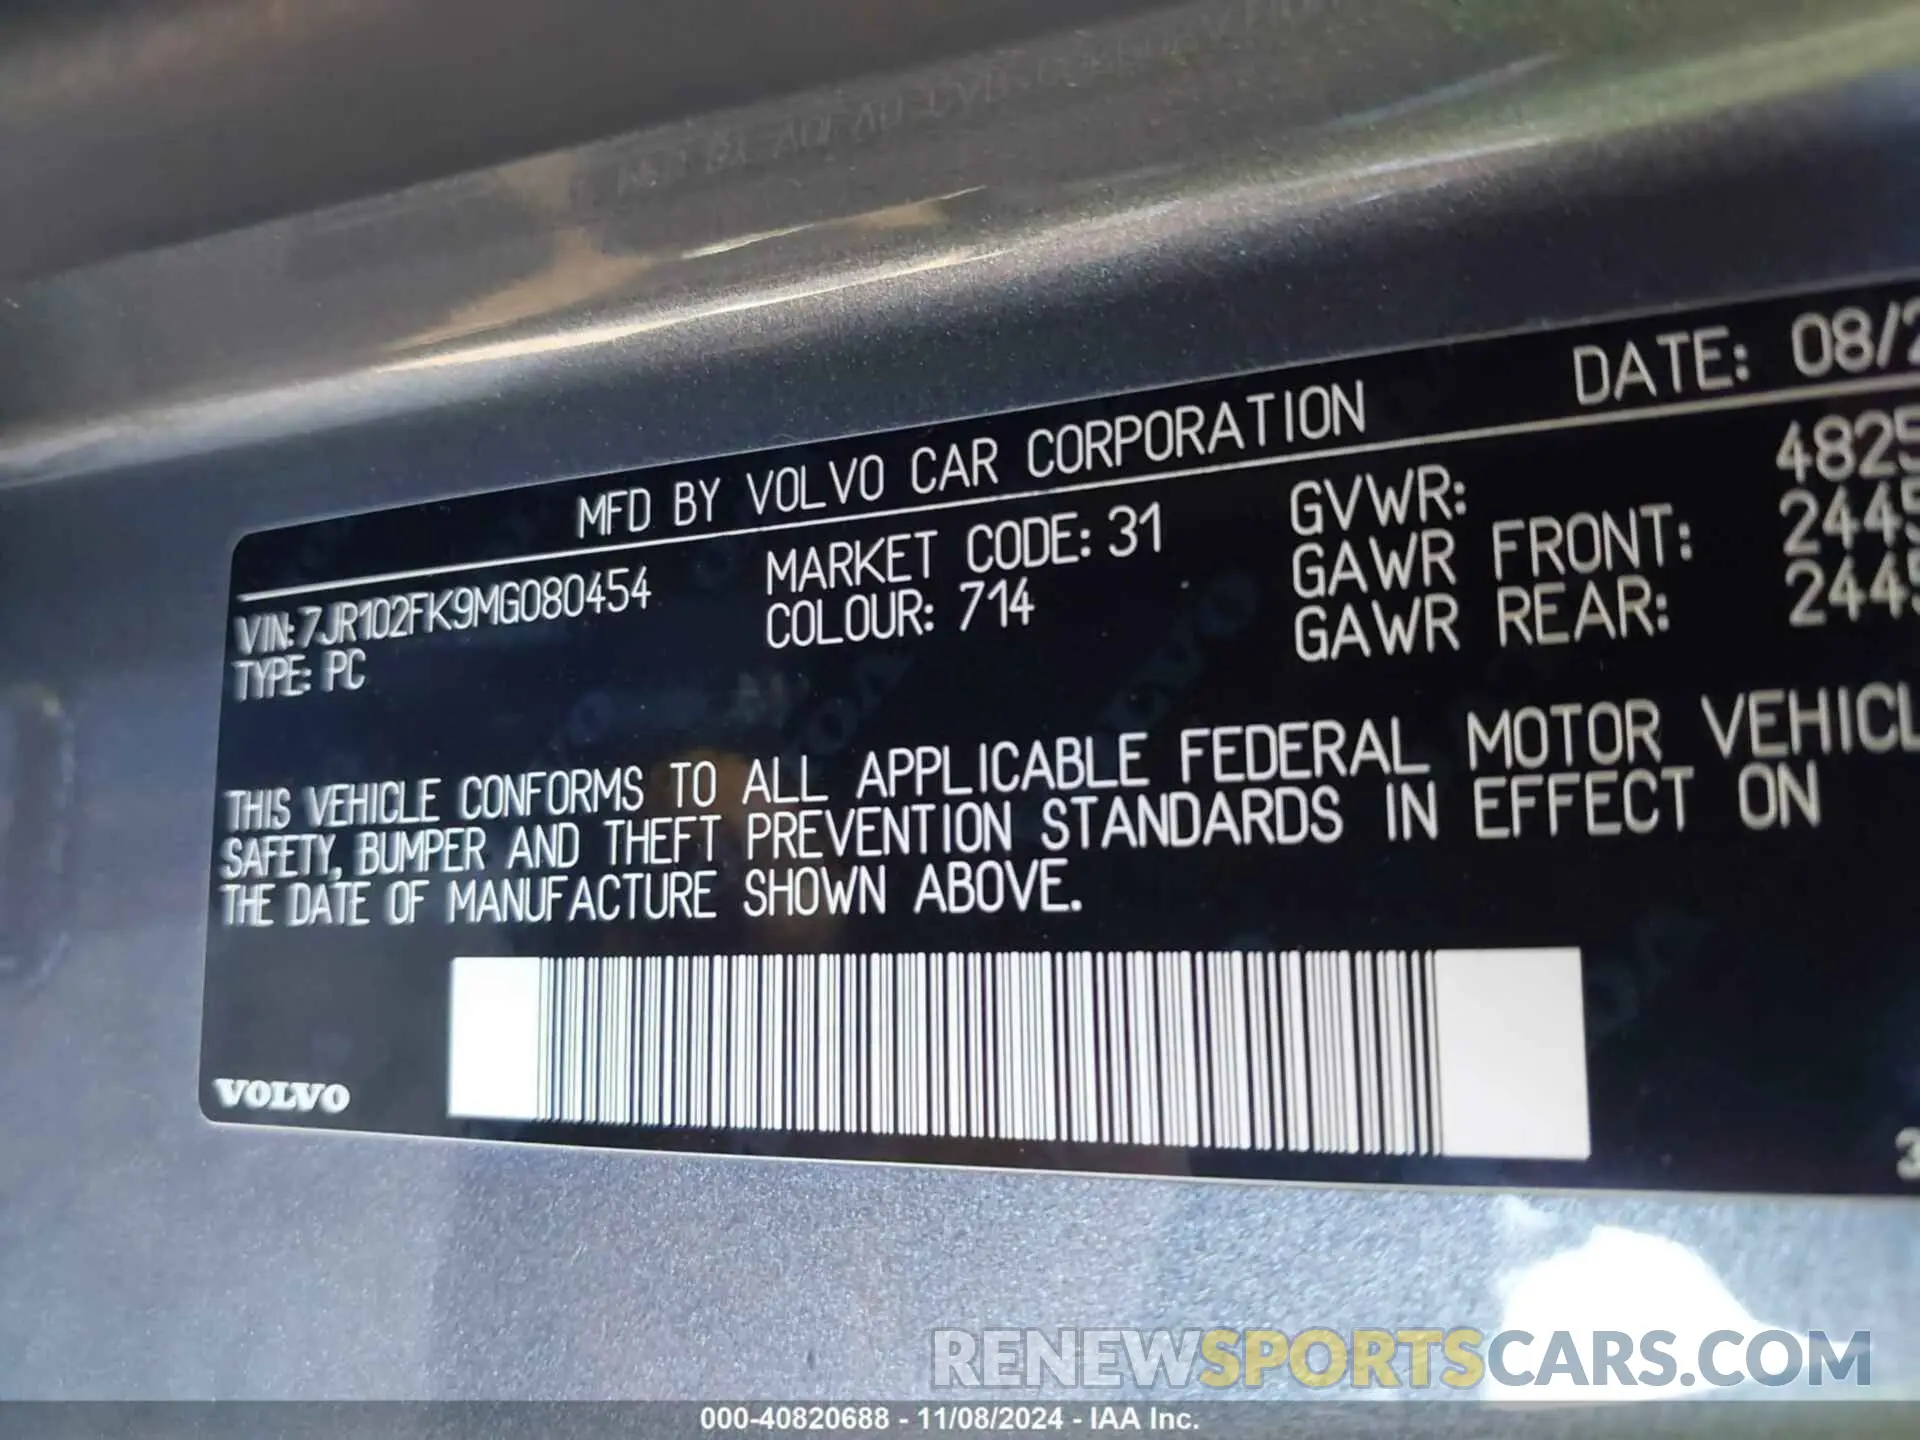 MFD BY VOLVO CAR CORPORATION DATE: 08/2
VIN: 7JR102FK9MG080454 MARKET CODE: 31 GVWR: 4825
TYPE: PC COLOUR: 714 GAWR FRONT: 2445
GAWR REAR: 2445
THIS VEHICLE CONFORMS TO ALL APPLICABLE FEDERAL MOTOR VEHICL
SAFETY, BUMPER AND THEFT PREVENTION STANDARDS IN EFFECT ON
THE DATE OF MANUFACTURE SHOWN ABOVE.
VOLVO
3
RENEWSPORTSCARS.COM
000-40820688 - 11/08/2024 - IAA Inc.